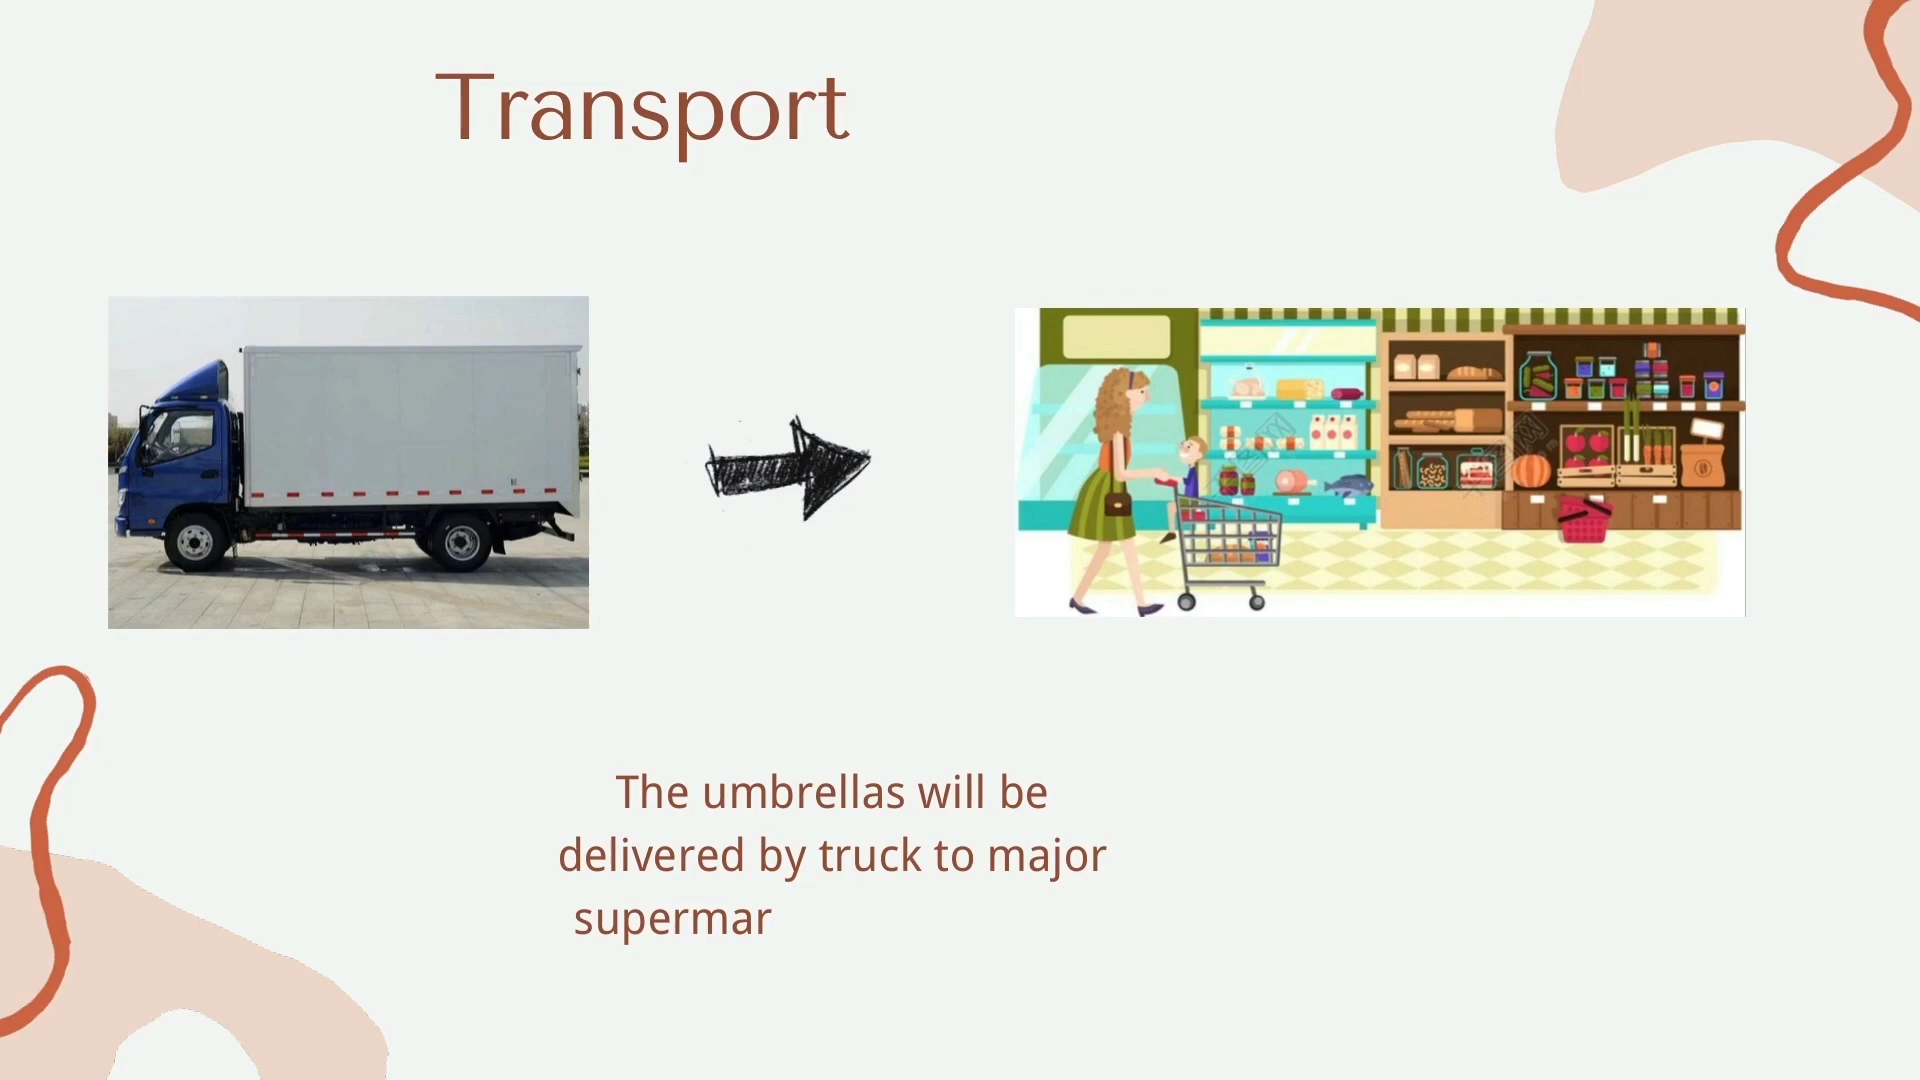 Transport
The umbrellas will be
delivered by truck to major
supermar